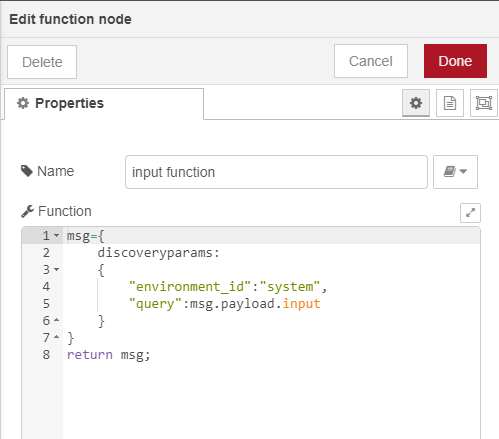 Edit function node
Delete
Cancel
Done
Properties
Name
input function
Function
1 msg={
2     discoveryparams:
3     {
4         "environment_id":"system",
5         "query":msg.payload.input
6     }
7 }
8 return msg;